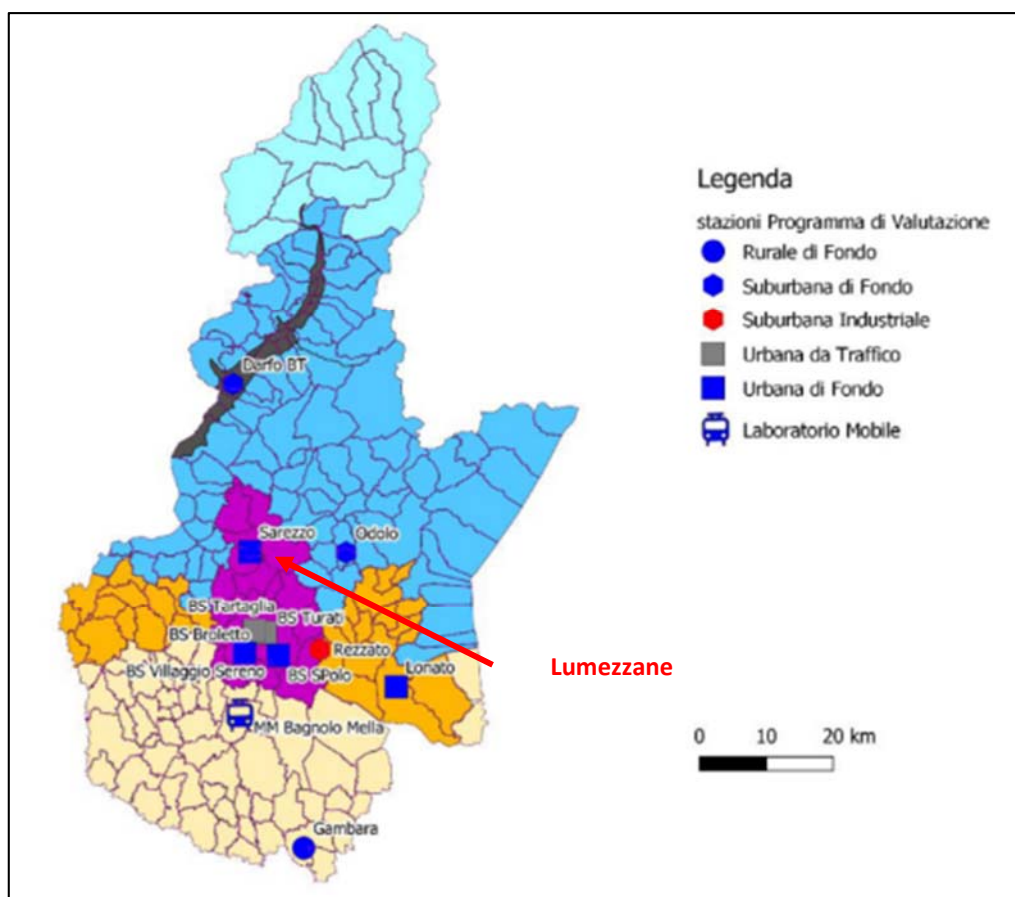 Legenda
stazioni Programma di Valutazione
Rurale di Fondo
Suburbana di Fondo
Suburbana Industriale
Urbana da Traffico
Urbana di Fondo
Laboratorio Mobile
Darfo BT
Sarezzo
Odolo
BS Tartaglia
BS Turati
BS Broletto
Rezzato
BS Villaggio Sereno
BS SPolo
Lonato
Lumezzane
MM Bagnolo Mella
Gambara
0 10 20 km